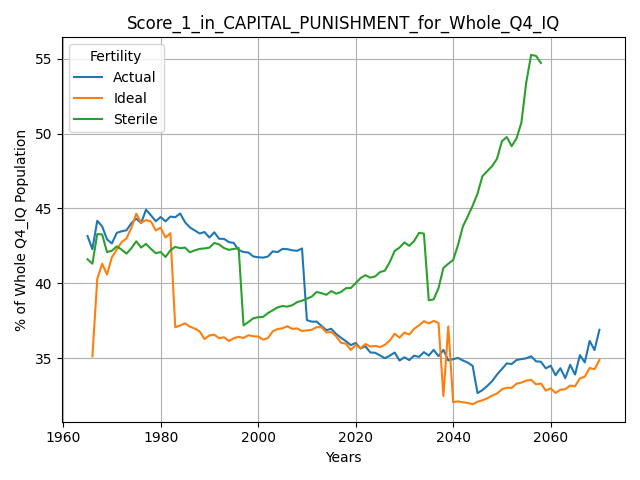 Score_1_in_CAPITAL_PUNISHMENT_for_Whole_Q4_IQ
Fertility
Actual
Ideal
Sterile
% of Whole Q4_IQ Population
55
50
45
40
35
1960
1980
2000
2020
2040
2060
Years